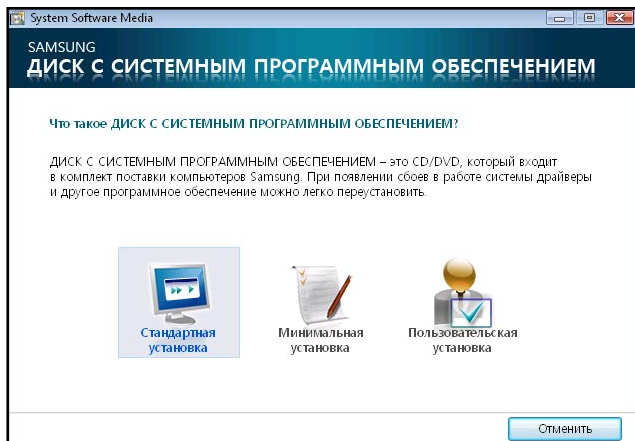 System Software Media
SAMSUNG
ДИСК С СИСТЕМНЫМ ПРОГРАММНЫМ ОБЕСПЕЧЕНИЕМ
Что такое ДИСК С СИСТЕМНЫМ ПРОГРАММНЫМ ОБЕСПЕЧЕНИЕМ?
ДИСК С СИСТЕМНЫМ ПРОГРАММНЫМ ОБЕСПЕЧЕНИЕМ – это CD/DVD, который входит
в комплект поставки компьютеров Samsung. При появлении сбоев в работе системы драйверы
и другое программное обеспечение можно легко переустановить.
Стандартная
установка
Минимальная
установка
Пользовательская
установка
Отменить